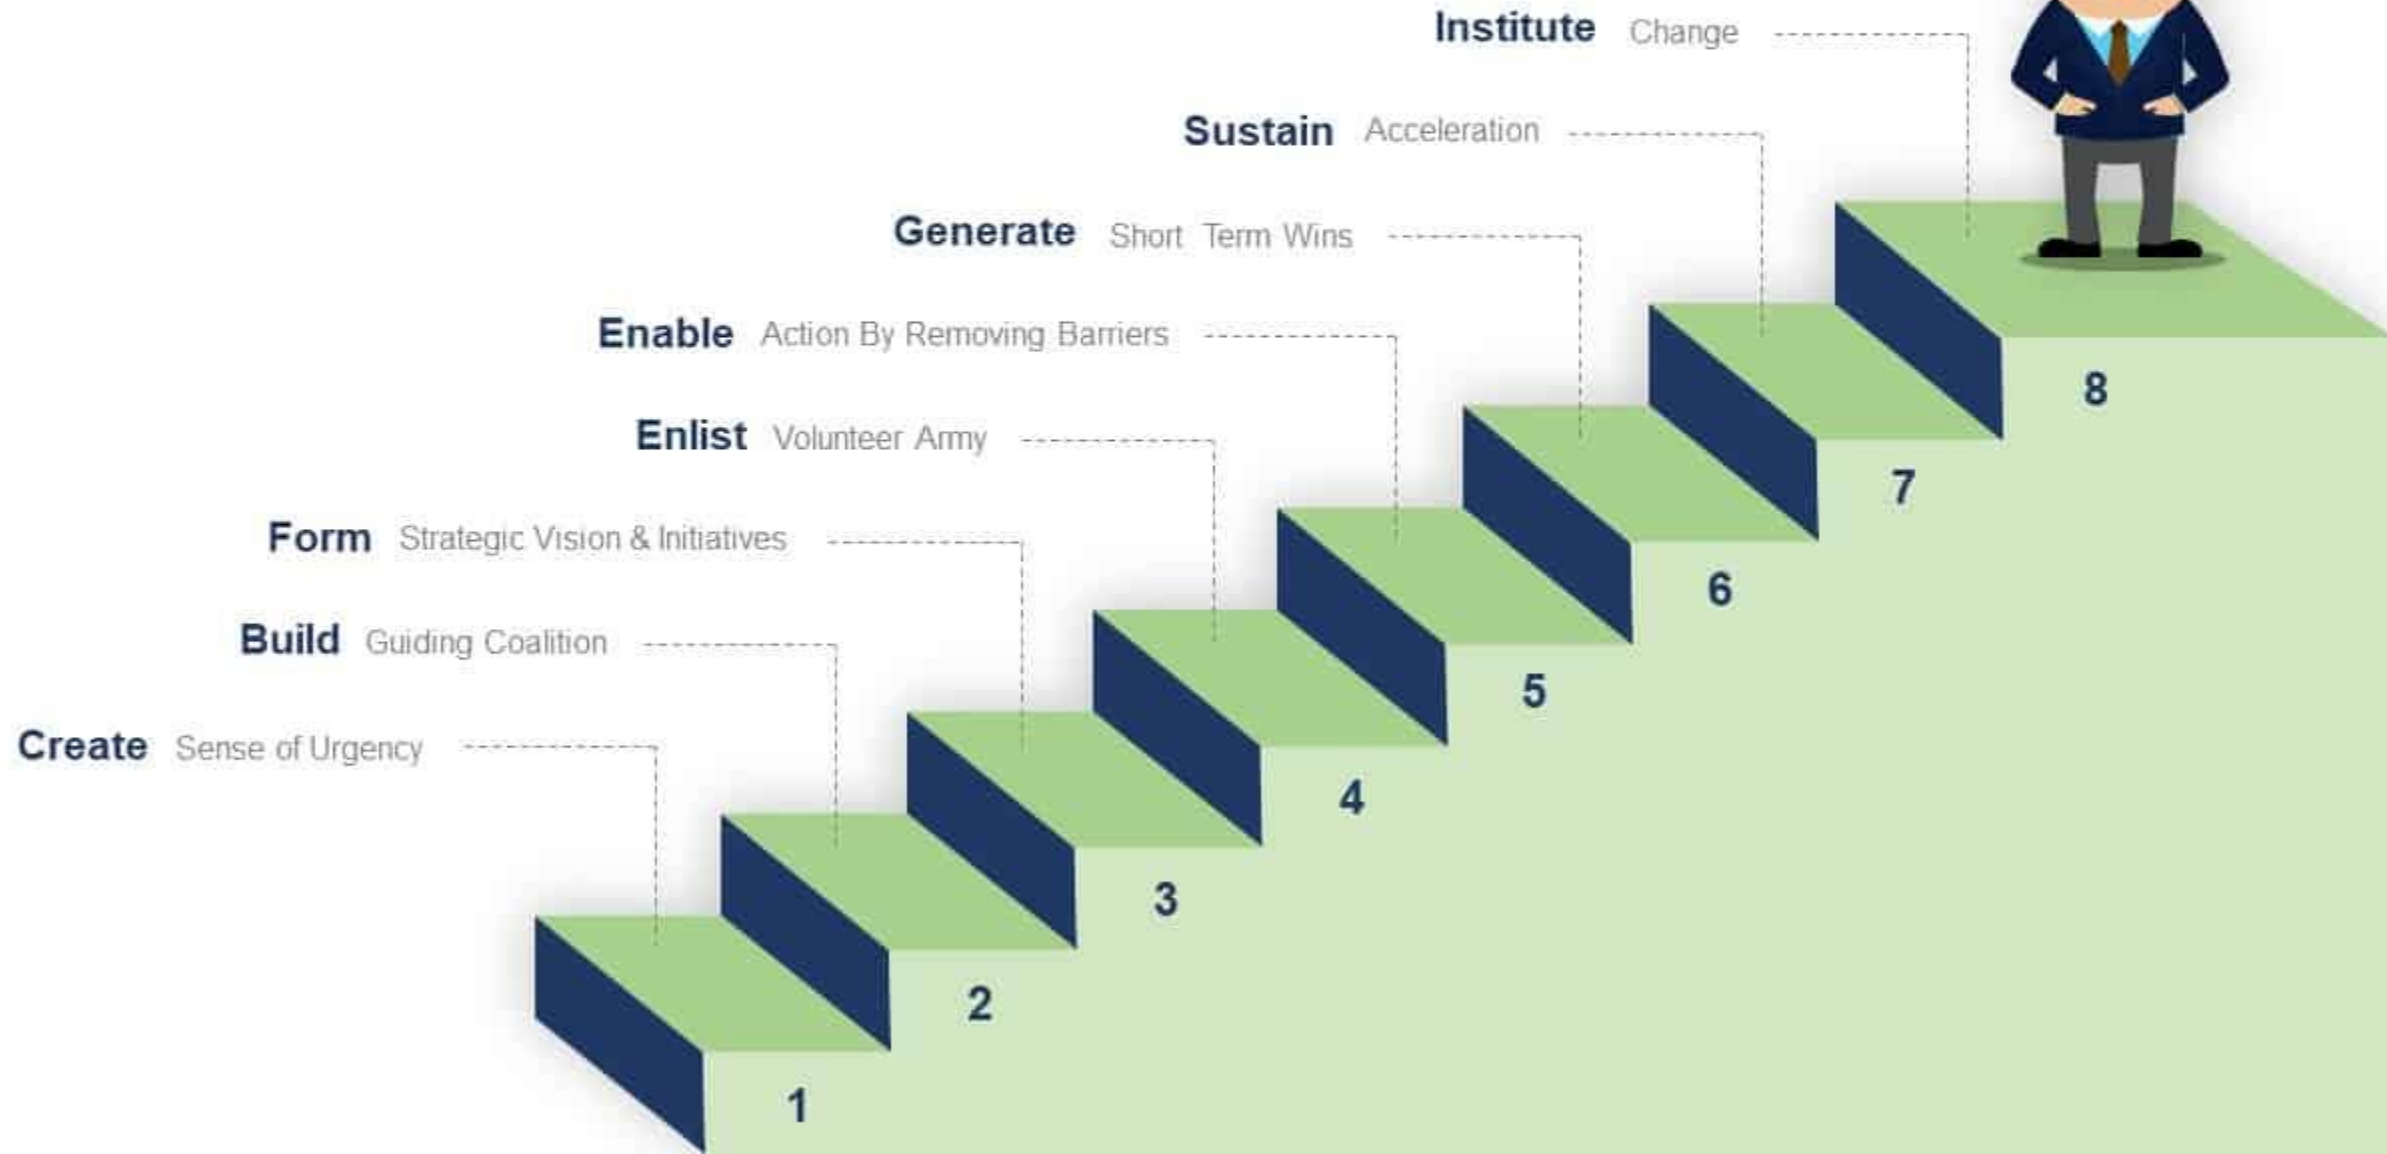 Institute Change
Sustain Acceleration
Generate Short Term Wins
Enable Action By Removing Barriers
8
Enlist Volunteer Army
7
Form Strategic Vision & Initiatives
6
Build Guiding Coalition
5
Create Sense of Urgency
4
3
2
1